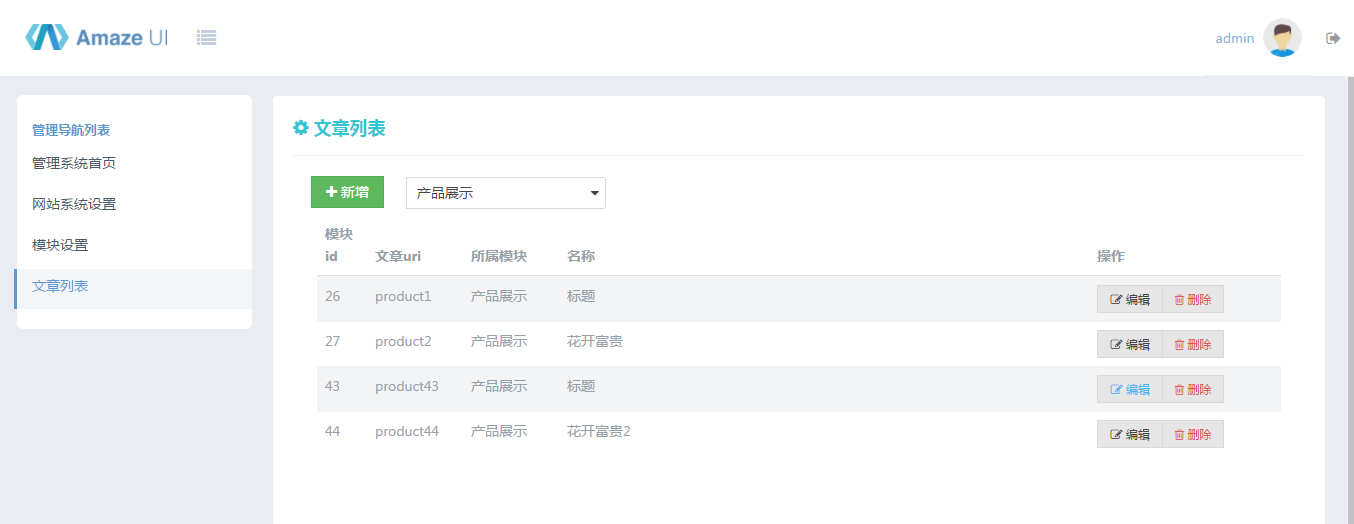 Amaze UI
admin
管理导航列表
管理系统首页
网站系统设置
模块设置
文章列表
文章列表
新增 产品展示
模块
id 文章uri 所属模块 名称 操作
26 product1 产品展示 标题 编辑 删除
27 product2 产品展示 花开富贵 编辑 删除
43 product43 产品展示 标题 编辑 删除
44 product44 产品展示 花开富贵2 编辑 删除